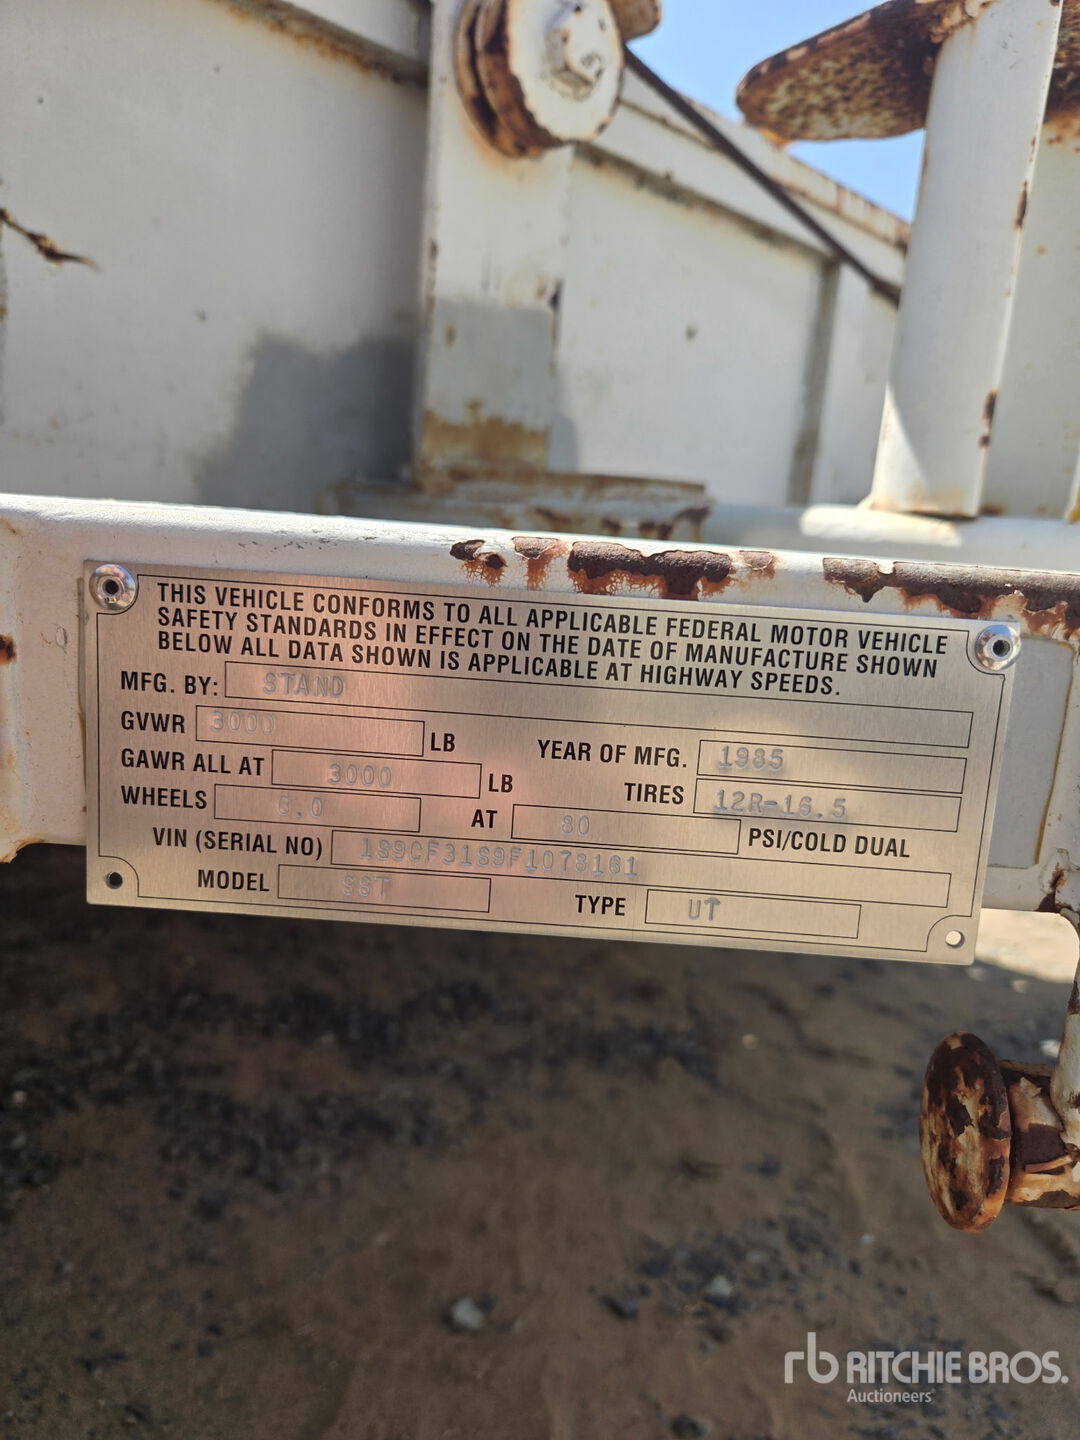 THIS VEHICLE CONFORMS TO ALL APPLICABLE FEDERAL MOTOR VEHICLE
SAFETY STANDARDS IN EFFECT ON THE DATE OF MANUFACTURE SHOWN
BELOW ALL DATA SHOWN IS APPLICABLE AT HIGHWAY SPEEDS.
MFG. BY: STAND
GVWR 3000 LB YEAR OF MFG. 1985
GAWR ALL AT 3000 LB TIRES 12R-16.5
WHEELS AT 80 PSI/COLD DUAL
VIN (SERIAL NO) 1S9CF31S9F1078161
MODEL SST TYPE UT
rb RITCHIE BROS.
Auctioneers